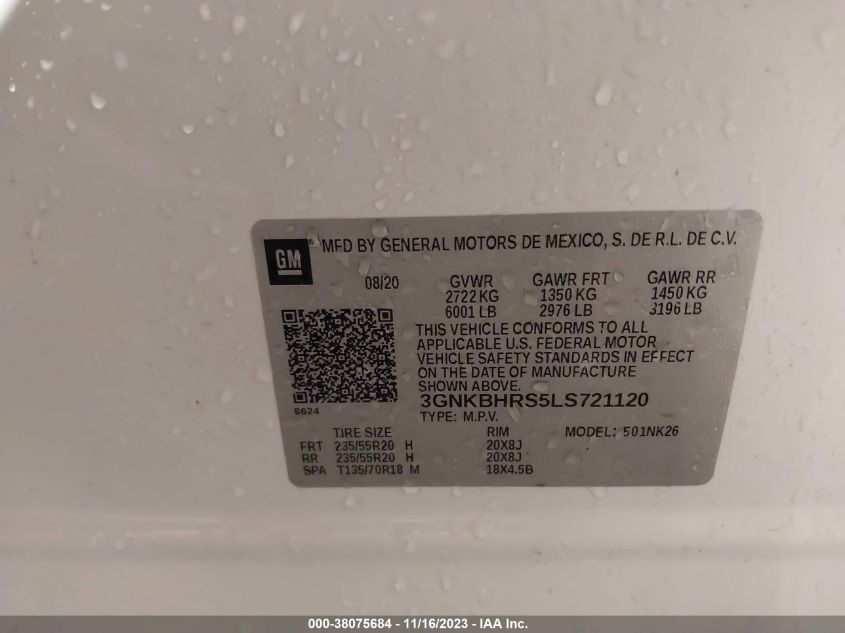 GM® MFD BY GENERAL MOTORS DE MEXICO, S. DE R.L. DE C.V.
08/20 GVWR GAWR FRT GAWR RR
2722 KG 1350 KG 1450 KG
6001 LB 2976 LB 3196 LB
THIS VEHICLE CONFORMS TO ALL
APPLICABLE U.S. FEDERAL MOTOR
VEHICLE SAFETY STANDARDS IN EFFECT
ON THE DATE OF MANUFACTURE
SHOWN ABOVE.
3GNKBHRS5LS721120
8624
TYPE: M.P.V.
TIRE SIZE RIM MODEL: 501NK26
FRT 235/55R20 H 20X8J
RR 235/55R20 H 20X8J
SPA T135/70R18 M 18X4.5B
000-38075684 - 11/16/2023 - IAA Inc.